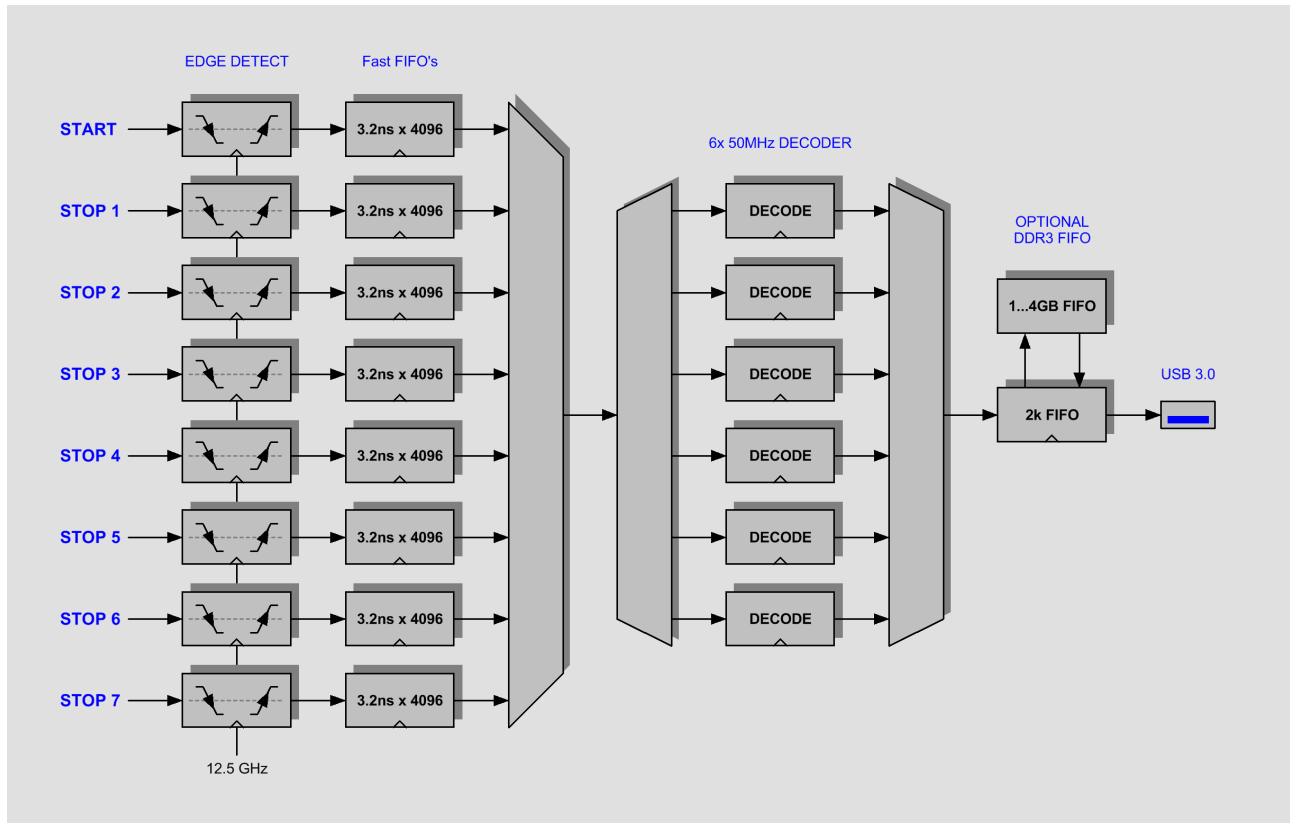 EDGE DETECT
Fast FIFO's
START
3.2ns x 4096
6x 50MHz DECODER
STOP 1
3.2ns x 4096
DECODE
OPTIONAL
DDR3 FIFO
STOP 2
3.2ns x 4096
DECODE
1...4GB FIFO
STOP 3
3.2ns x 4096
DECODE
USB 3.0
2k FIFO
STOP 4
3.2ns x 4096
DECODE
STOP 5
3.2ns x 4096
DECODE
STOP 6
3.2ns x 4096
DECODE
STOP 7
3.2ns x 4096
12.5 GHz